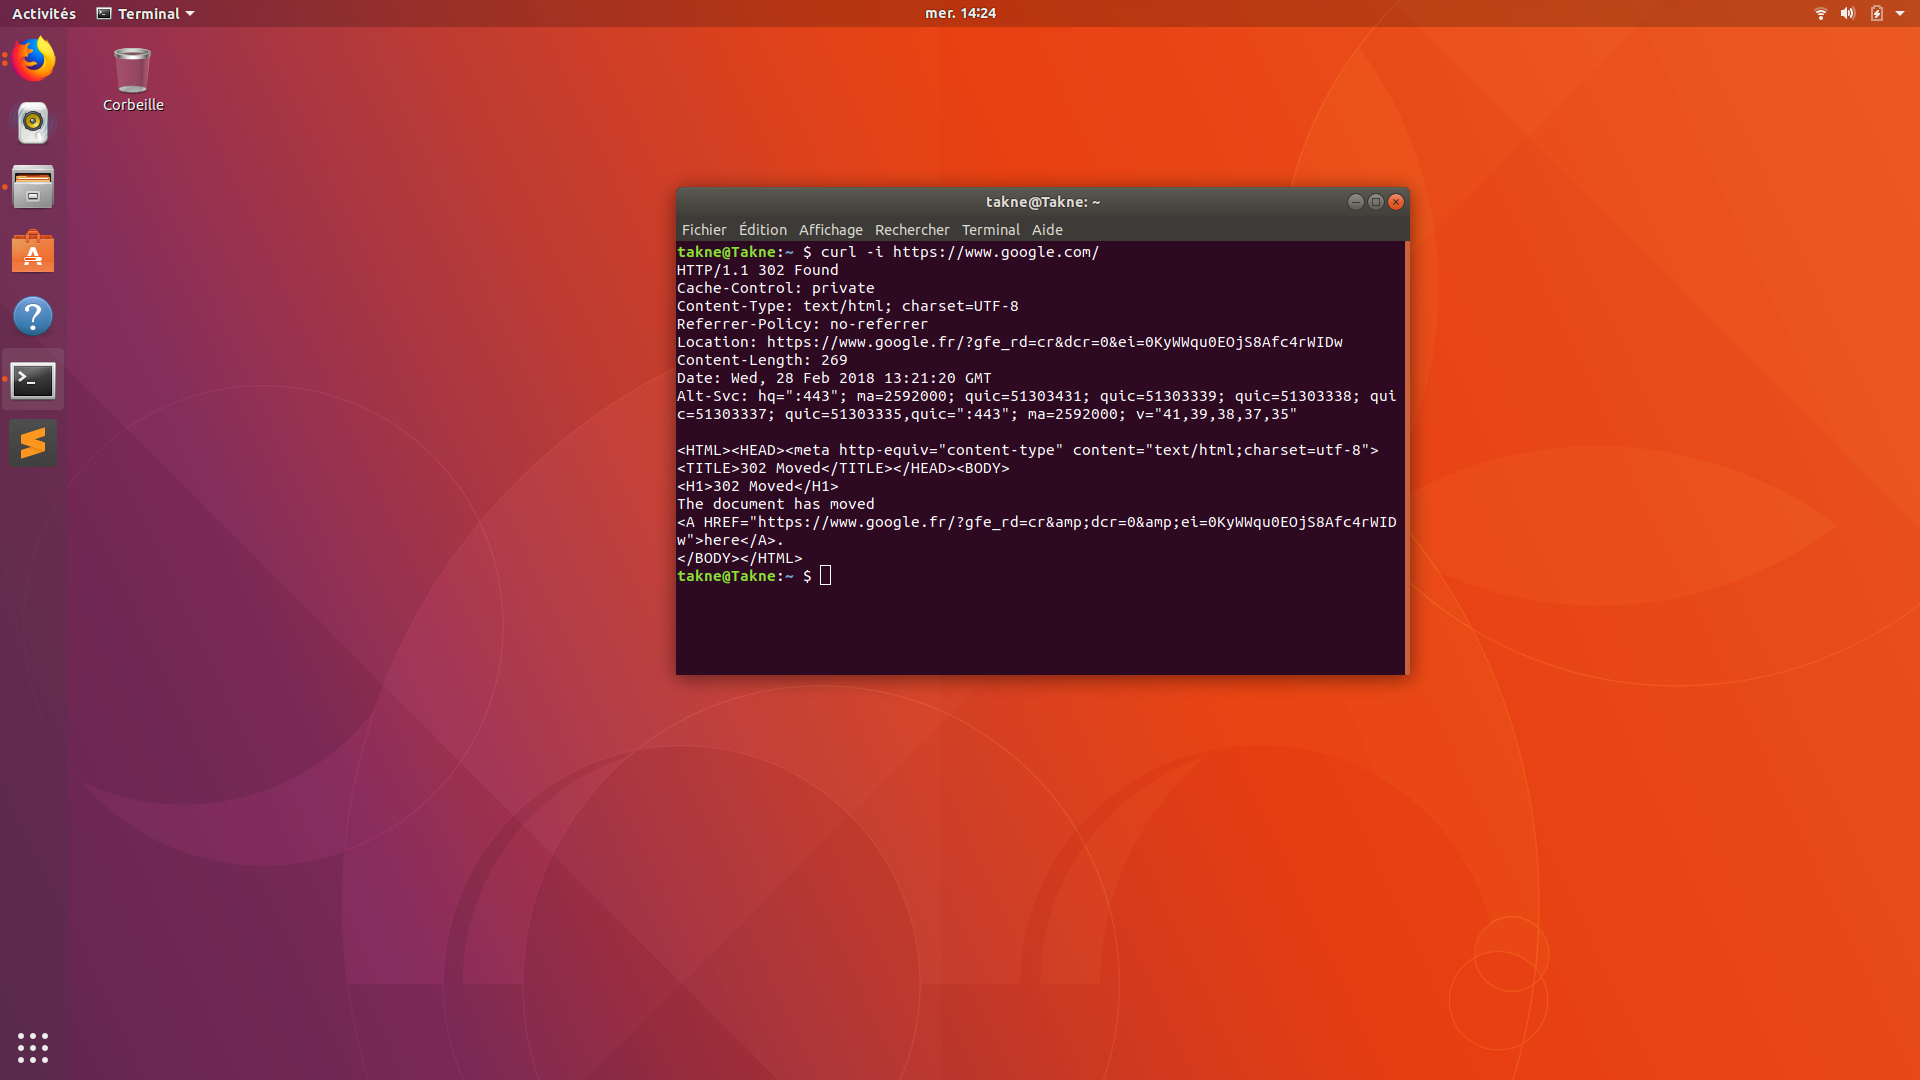 Activités Terminal mer. 14:24
Corbeille
takne@Takne: ~
Fichier Édition Affichage Rechercher Terminal Aide
takne@Takne:~ $ curl -i https://www.google.com/
HTTP/1.1 302 Found
Cache-Control: private
Content-Type: text/html; charset=UTF-8
Referrer-Policy: no-referrer
Location: https://www.google.fr/?gfe_rd=cr&dcr=0&ei=0KyWWqu0EOjS8Afc4rWIDw
Content-Length: 269
Date: Wed, 28 Feb 2018 13:21:20 GMT
Alt-Svc: hq=":443"; ma=2592000; quic=51303431; quic=51303339; quic=51303338; qui
c=51303337; quic=51303335,quic=":443"; ma=2592000; v="41,39,38,37,35"
<HTML><HEAD><meta http-equiv="content-type" content="text/html;charset=utf-8">
<TITLE>302 Moved</TITLE></HEAD><BODY>
<H1>302 Moved</H1>
The document has moved
<A HREF="https://www.google.fr/?gfe_rd=cr&amp;dcr=0&amp;ei=0KyWWqu0EOjS8Afc4rWID
w">here</A>.
</BODY></HTML>
takne@Takne:~ $